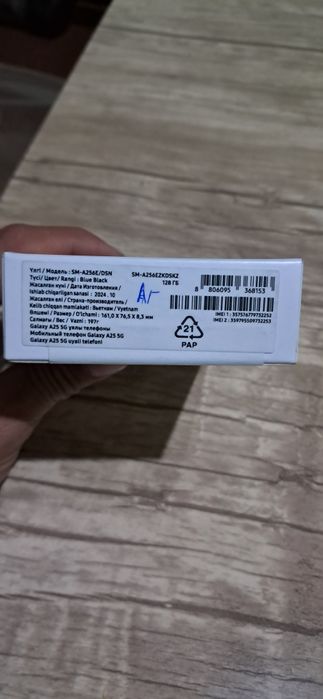 Үлгі / Модель : SM-A256E/DSN
Түсі/ Цвет/ Rangi : Blue Black
Жасалған күні / Дата Изготовления /
Ishlab chiqarilgan sanasi : 2024 . 10
Жасалған елі / Страна-производитель /
Kelib chiqqan mamlakati : Вьетнам / Vyetnam
Өлшемі / Размер / O'lchami : 161,0 X 76,5 X 8,3 мм
Салмағы / Вес / Vazni : 197г
Galaxy A25 5G ұялы телефоны
Мобильный телефон Galaxy A25 5G
Galaxy A25 5G uyali telefoni
SM-A256EZKDSKZ
128 ГБ
8 806095 368153
IMEI 1 : 357576779732252
IMEI 2 : 359795509732253
21
PAP